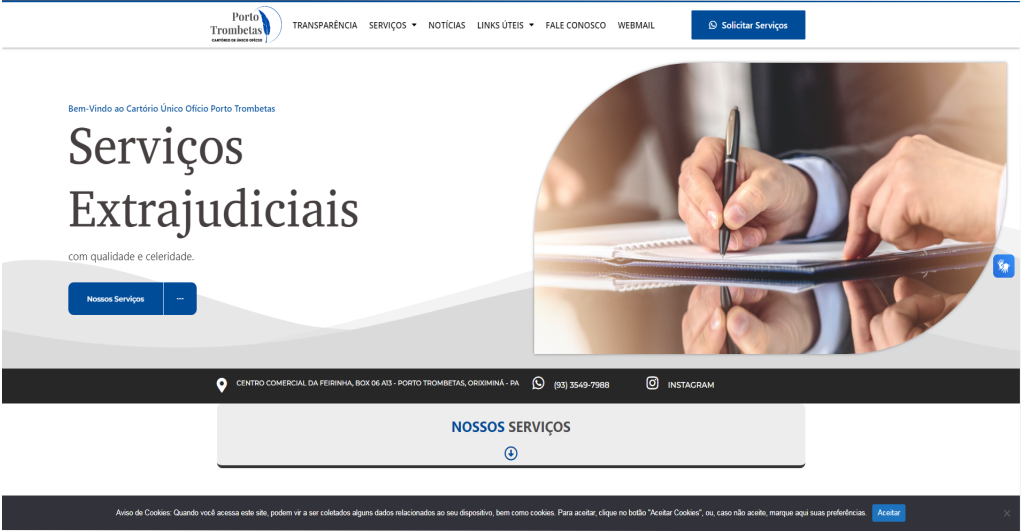 Porto
Trombetas
CARTÓRIO DE ÚNICO OFÍCIO
TRANSPARÊNCIA SERVIÇOS NOTÍCIAS LINKS ÚTEIS FALE CONOSCO WEBMAIL
Solicitar Serviços
Bem-Vindo ao Cartório Único Ofício Porto Trombetas
Serviços
Extrajudiciais
com qualidade e celeridade.
Nossos Serviços ...
CENTRO COMERCIAL DA FEIRINHA, BOX 06 A13 - PORTO TROMBETAS, ORIXIMINÁ - PA (93) 3549-7988 INSTAGRAM
NOSSOS SERVIÇOS
Aviso de Cookies: Quando você acessa este site, podem vir a ser coletados alguns dados relacionados ao seu dispositivo, bem como cookies. Para aceitar, clique no botão "Aceitar Cookies", ou, caso não aceite, marque aqui suas preferências. Aceitar